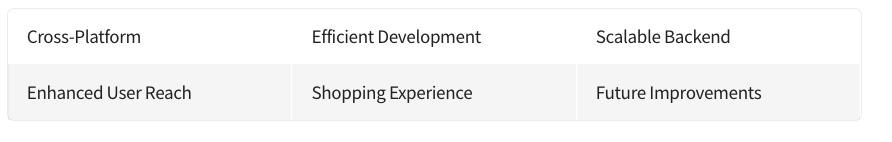 Cross-Platform Efficient Development Scalable Backend
Enhanced User Reach Shopping Experience Future Improvements